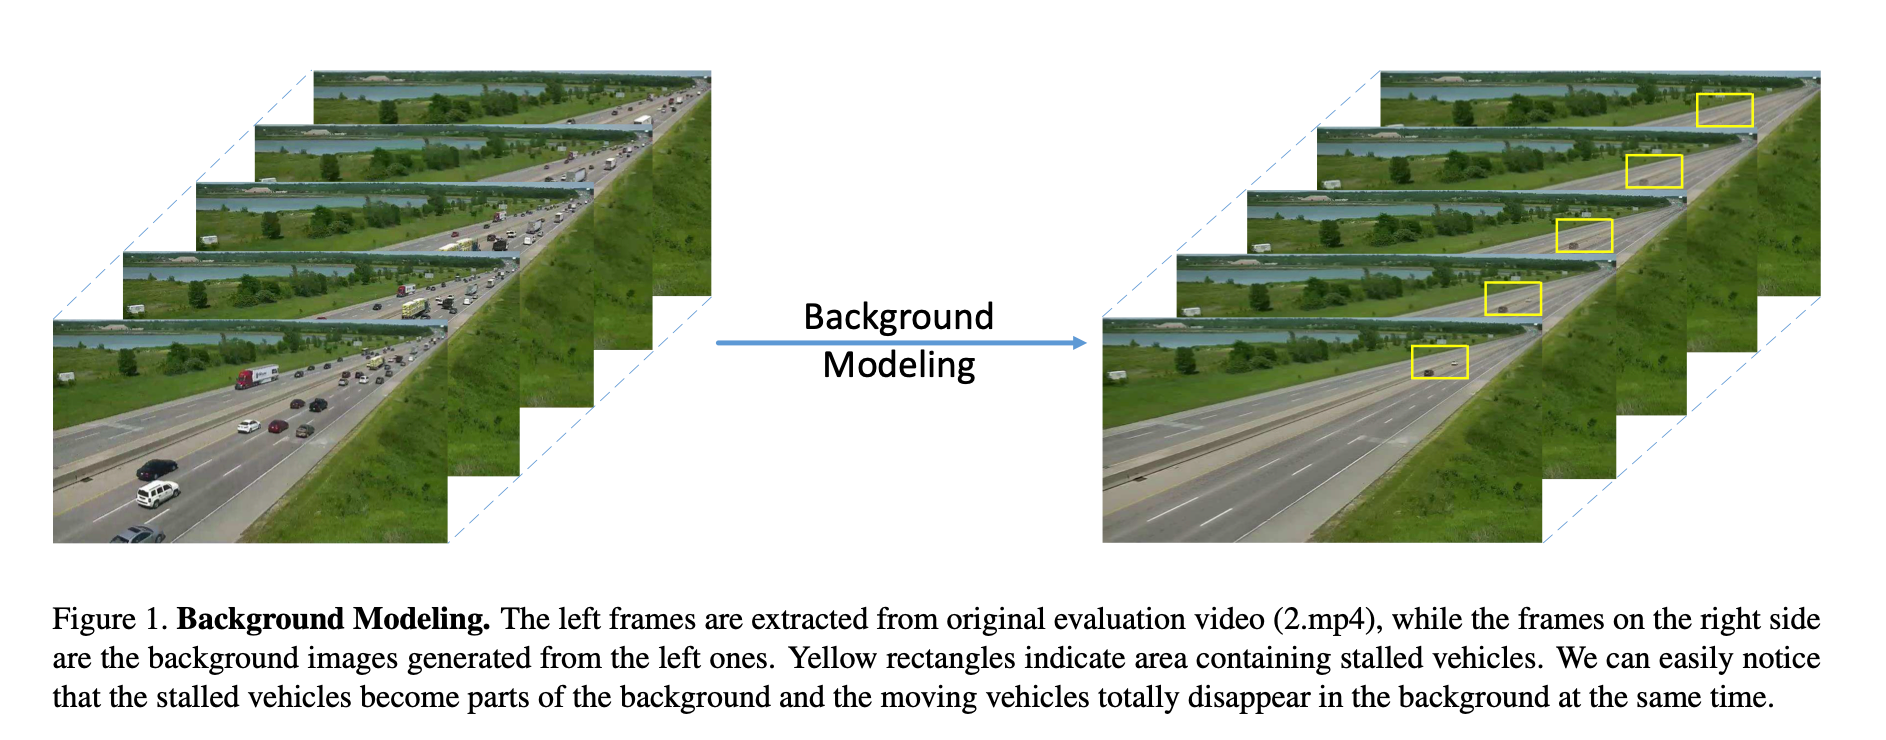 Background
Modeling
Figure 1. Background Modeling. The left frames are extracted from original evaluation video (2.mp4), while the frames on the right side
are the background images generated from the left ones. Yellow rectangles indicate area containing stalled vehicles. We can easily notice
that the stalled vehicles become parts of the background and the moving vehicles totally disappear in the background at the same time.